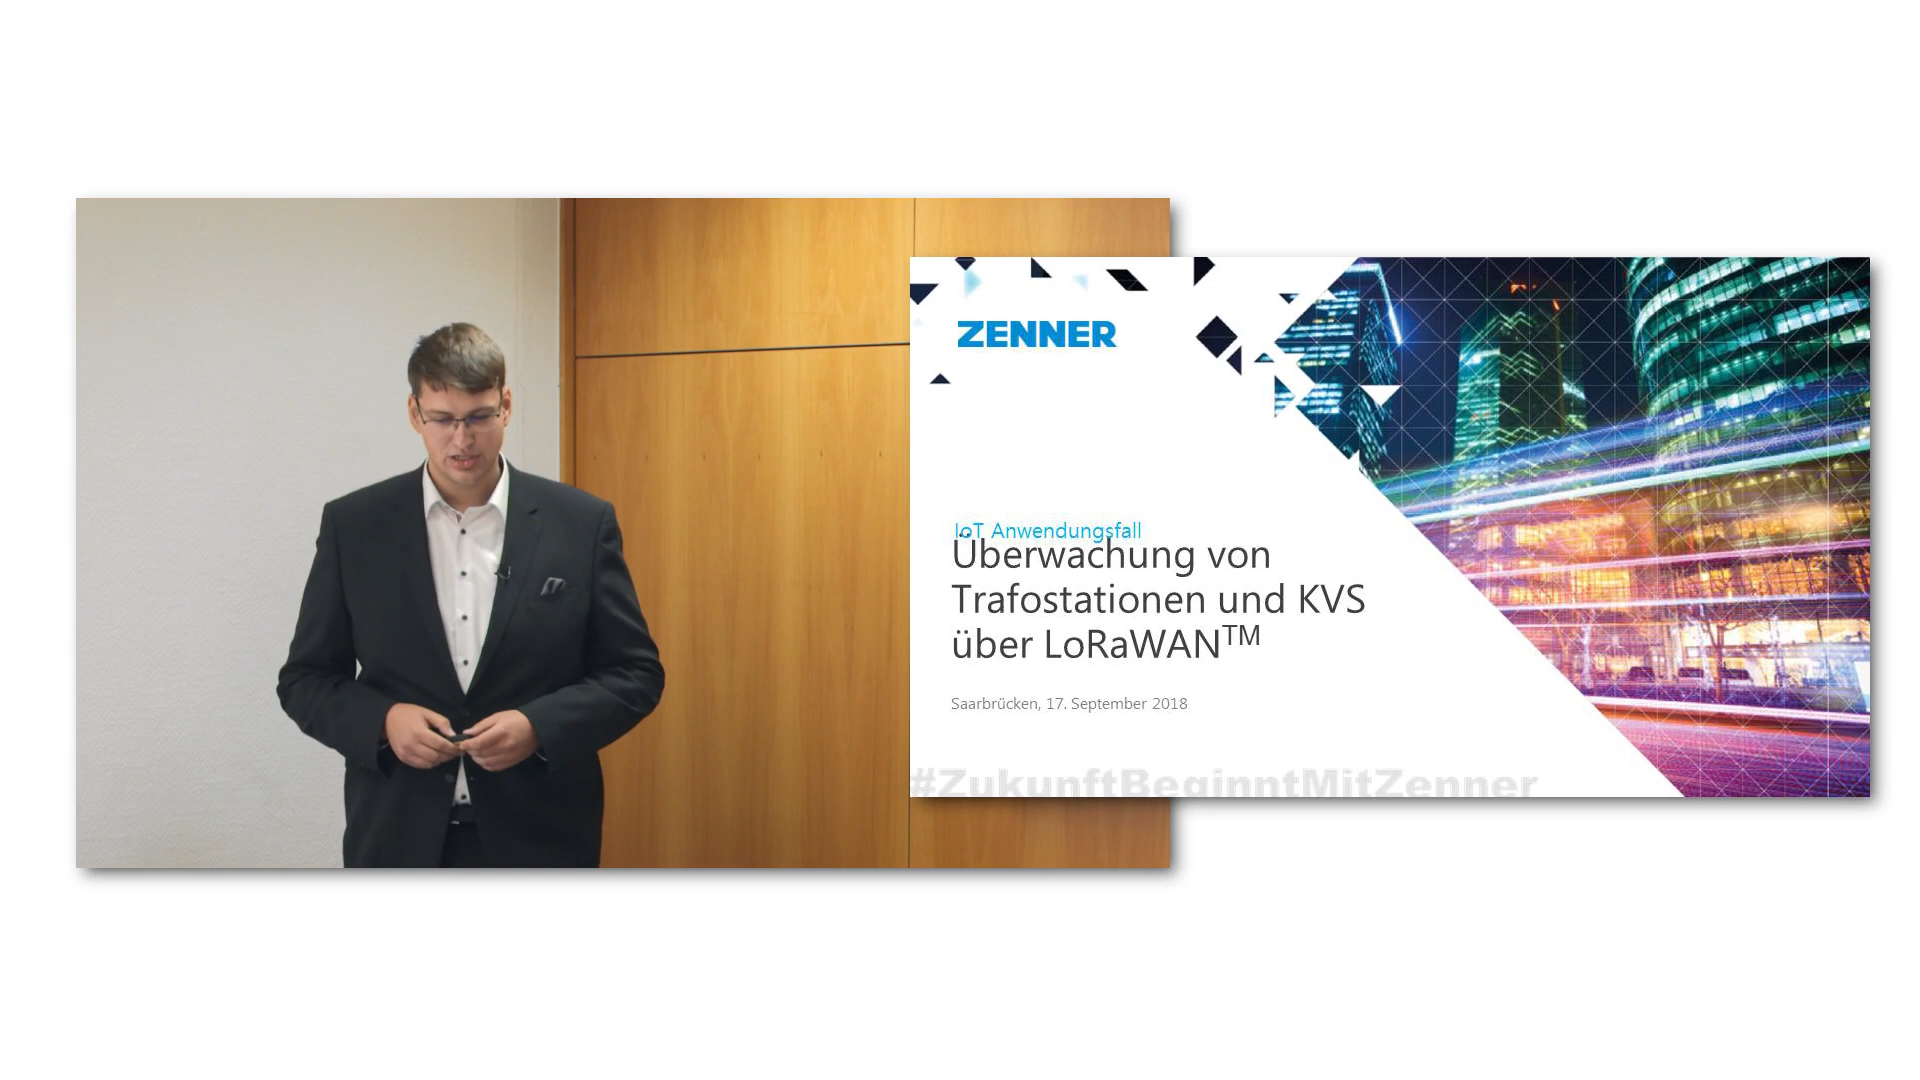 ZENNER
IoT Anwendungsfall
Überwachung von
Trafostationen und KVS
über LoRaWAN™
Saarbrücken, 17. September 2018
#ZukunftBeginntMitZenner